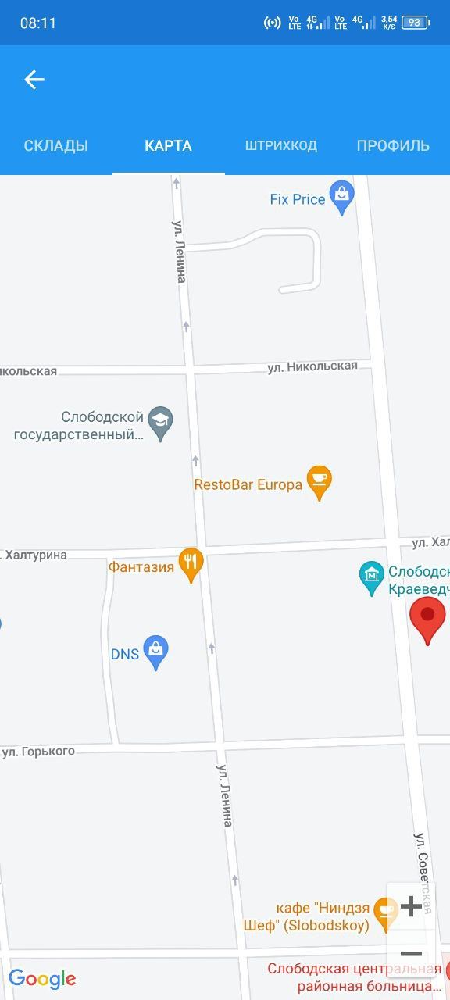 08:11
Vo LTE 4G Vo LTE 4G 3,54 K/S 93
СКЛАДЫ КАРТА ШТРИХКОД ПРОФИЛЬ
Fix Price
ул. Ленина
икольская
ул. Никольская
Слободской
государственный...
RestoBar Europa
. Халтурина
ул. Хал
Фантазия
Слободск
Краеведч
DNS
ул. Горького
ул. Ленина
ул. Советская
кафе "Ниндзя
Шеф" (Slobodskoy)
+
−
Слободская центральная
районная больница...
Google